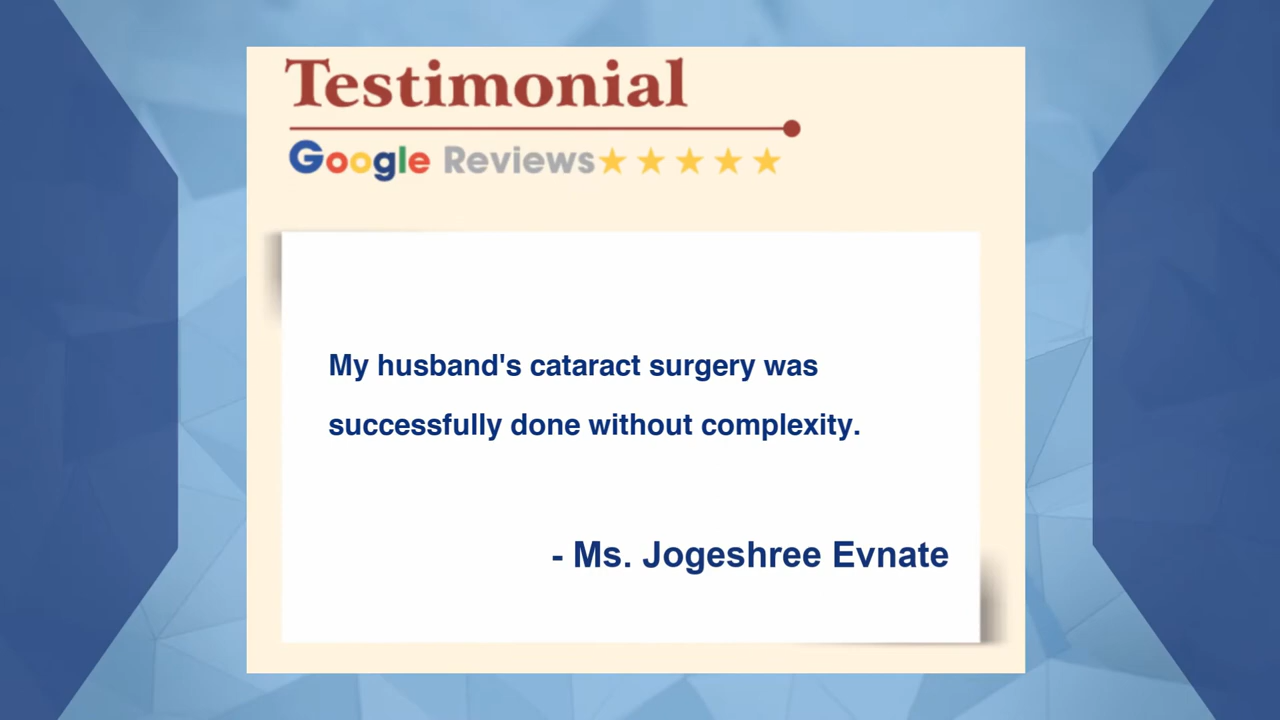 Testimonial
Google Reviews
My husband's cataract surgery was
successfully done without complexity.
- Ms. Jogeshree Evnate